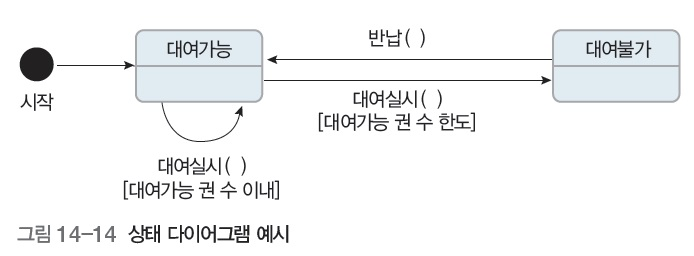 대여가능
반납( )
대여불가
시작
대여실시( )
[대여가능 권 수 한도]
대여실시( )
[대여가능 권 수 이내]
그림 14-14 상태 다이어그램 예시